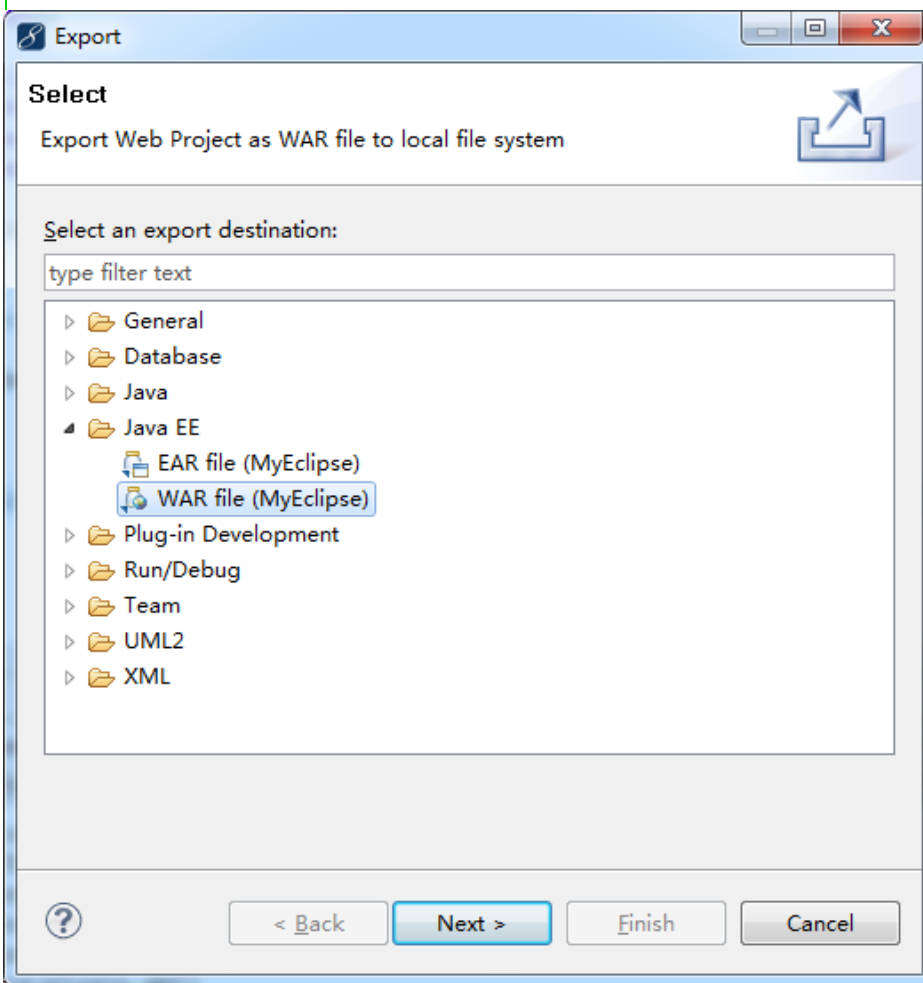 Export
Select
Export Web Project as WAR file to local file system
Select an export destination:
type filter text
General
Database
Java
Java EE
EAR file (MyEclipse)
WAR file (MyEclipse)
Plug-in Development
Run/Debug
Team
UML2
XML
? < Back Next > Finish Cancel